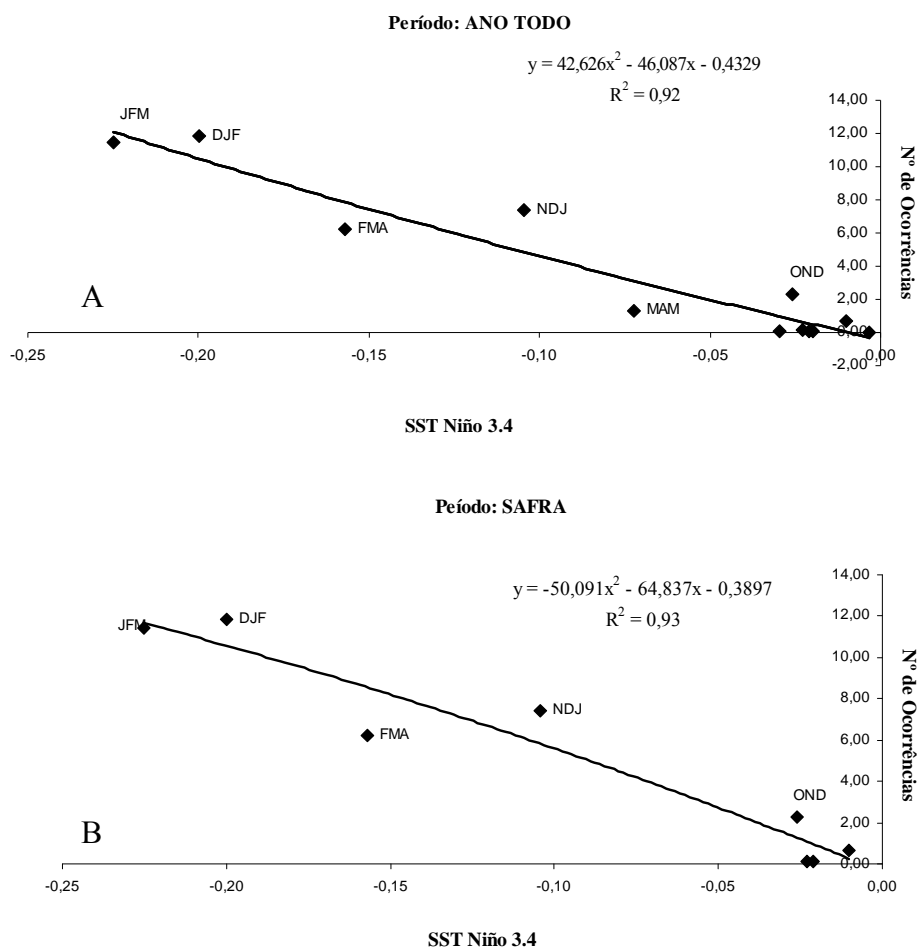 Período: ANO TODO
y = 42,626x² - 46,087x - 0,4329
R² = 0,92
JFM
DJF
FMA
NDJ
MAM
OND
A
14,00
12,00
10,00
8,00
6,00
4,00
2,00
0,00
-2,00
Nº de Ocorrências
-0,25 -0,20 -0,15 -0,10 -0,05 0,00
SST Niño 3.4
Peíodo: SAFRA
y = -50,091x² - 64,837x - 0,3897
R² = 0,93
JFM
DJF
FMA
NDJ
OND
B
14,00
12,00
10,00
8,00
6,00
4,00
2,00
0,00
Nº de Ocorrências
-0,25 -0,20 -0,15 -0,10 -0,05 0,00
SST Niño 3.4